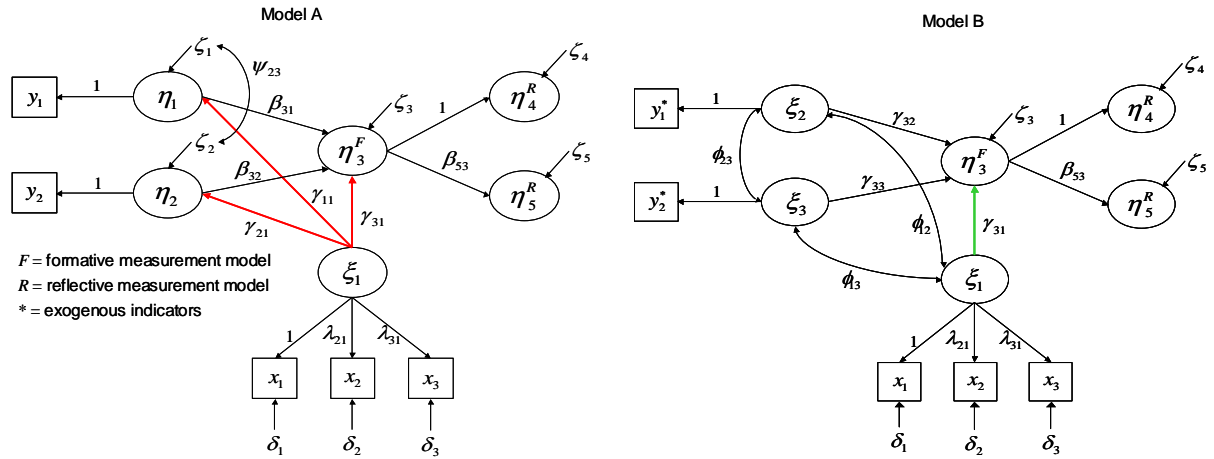 Model A
ζ₁
ψ₂₃
ζ₄
y₁
1
η₁
β₃₁
ζ₃
1
η₄ᴿ
ζ₂
η₃ꟳ
y₂
1
η₂
β₃₂
β₅₃
ζ₅
η₅ᴿ
γ₁₁
γ₂₁
γ₃₁
F = formative measurement model
R = reflective measurement model
* = exogenous indicators
ξ₁
1
λ₂₁
λ₃₁
x₁
x₂
x₃
δ₁
δ₂
δ₃
Model B
ζ₄
y₁*
1
ξ₂
γ₃₂
ζ₃
1
η₄ᴿ
ϕ₂₃
η₃ꟳ
y₂*
1
ξ₃
γ₃₃
β₅₃
ζ₅
η₅ᴿ
ϕ₁₂
γ₃₁
ϕ₁₃
ξ₁
1
λ₂₁
λ₃₁
x₁
x₂
x₃
δ₁
δ₂
δ₃